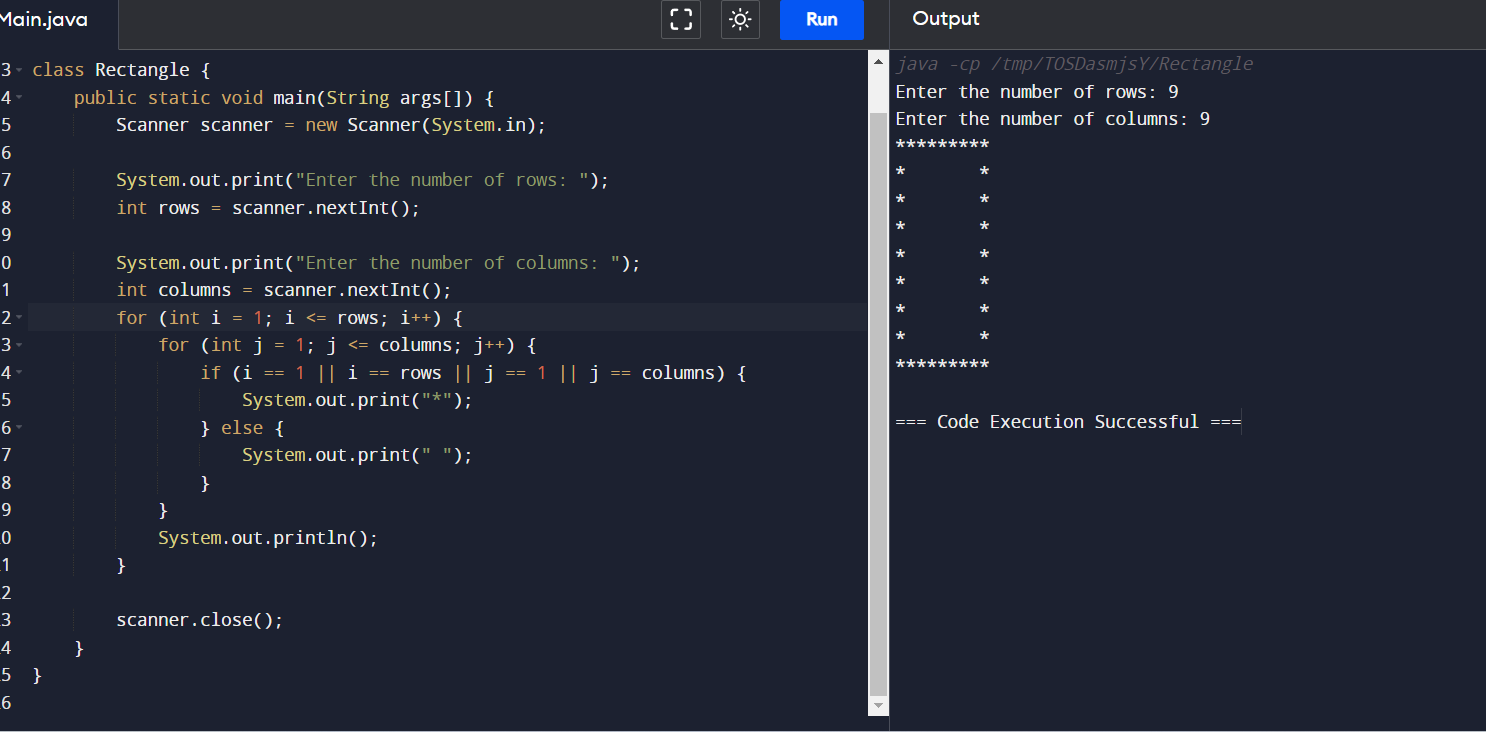 Main.java
Run
Output
3 class Rectangle {
4     public static void main(String args[]) {
5         Scanner scanner = new Scanner(System.in);
6
7         System.out.print("Enter the number of rows: ");
8         int rows = scanner.nextInt();
9
0         System.out.print("Enter the number of columns: ");
1         int columns = scanner.nextInt();
2         for (int i = 1; i <= rows; i++) {
3             for (int j = 1; j <= columns; j++) {
4                 if (i == 1 || i == rows || j == 1 || j == columns) {
5                     System.out.print("*");
6                 } else {
7                     System.out.print(" ");
8                 }
9             }
0             System.out.println();
1         }
2
3         scanner.close();
4     }
5 }
6
java -cp /tmp/TOSDasmjsY/Rectangle
Enter the number of rows: 9
Enter the number of columns: 9
*********
*       *
*       *
*       *
*       *
*       *
*       *
*       *
*********
=== Code Execution Successful ===